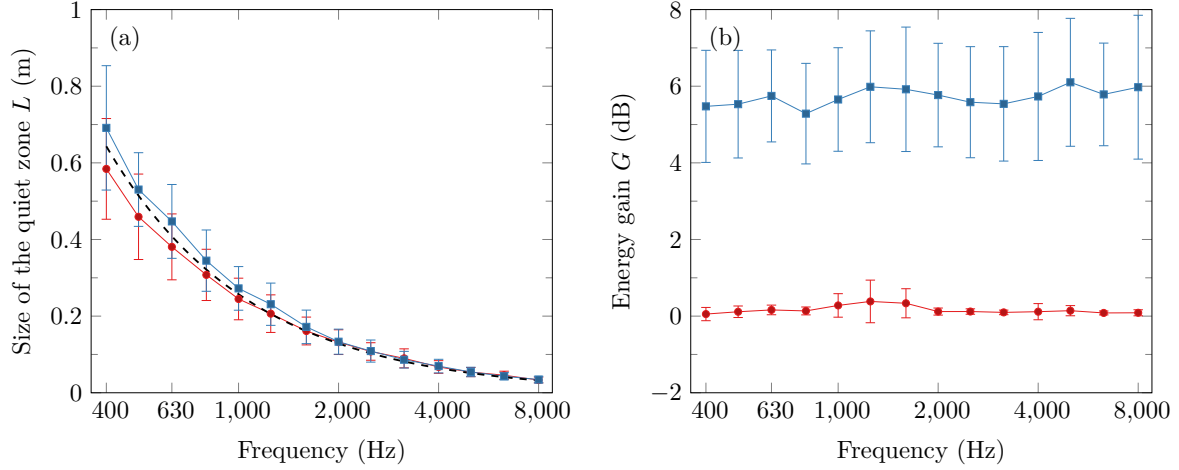 (a)
Size of the quiet zone L (m)
1
0.8
0.6
0.4
0.2
0
400 630 1,000 2,000 4,000 8,000
Frequency (Hz)
(b)
Energy gain G (dB)
8
6
4
2
0
−2
400 630 1,000 2,000 4,000 8,000
Frequency (Hz)